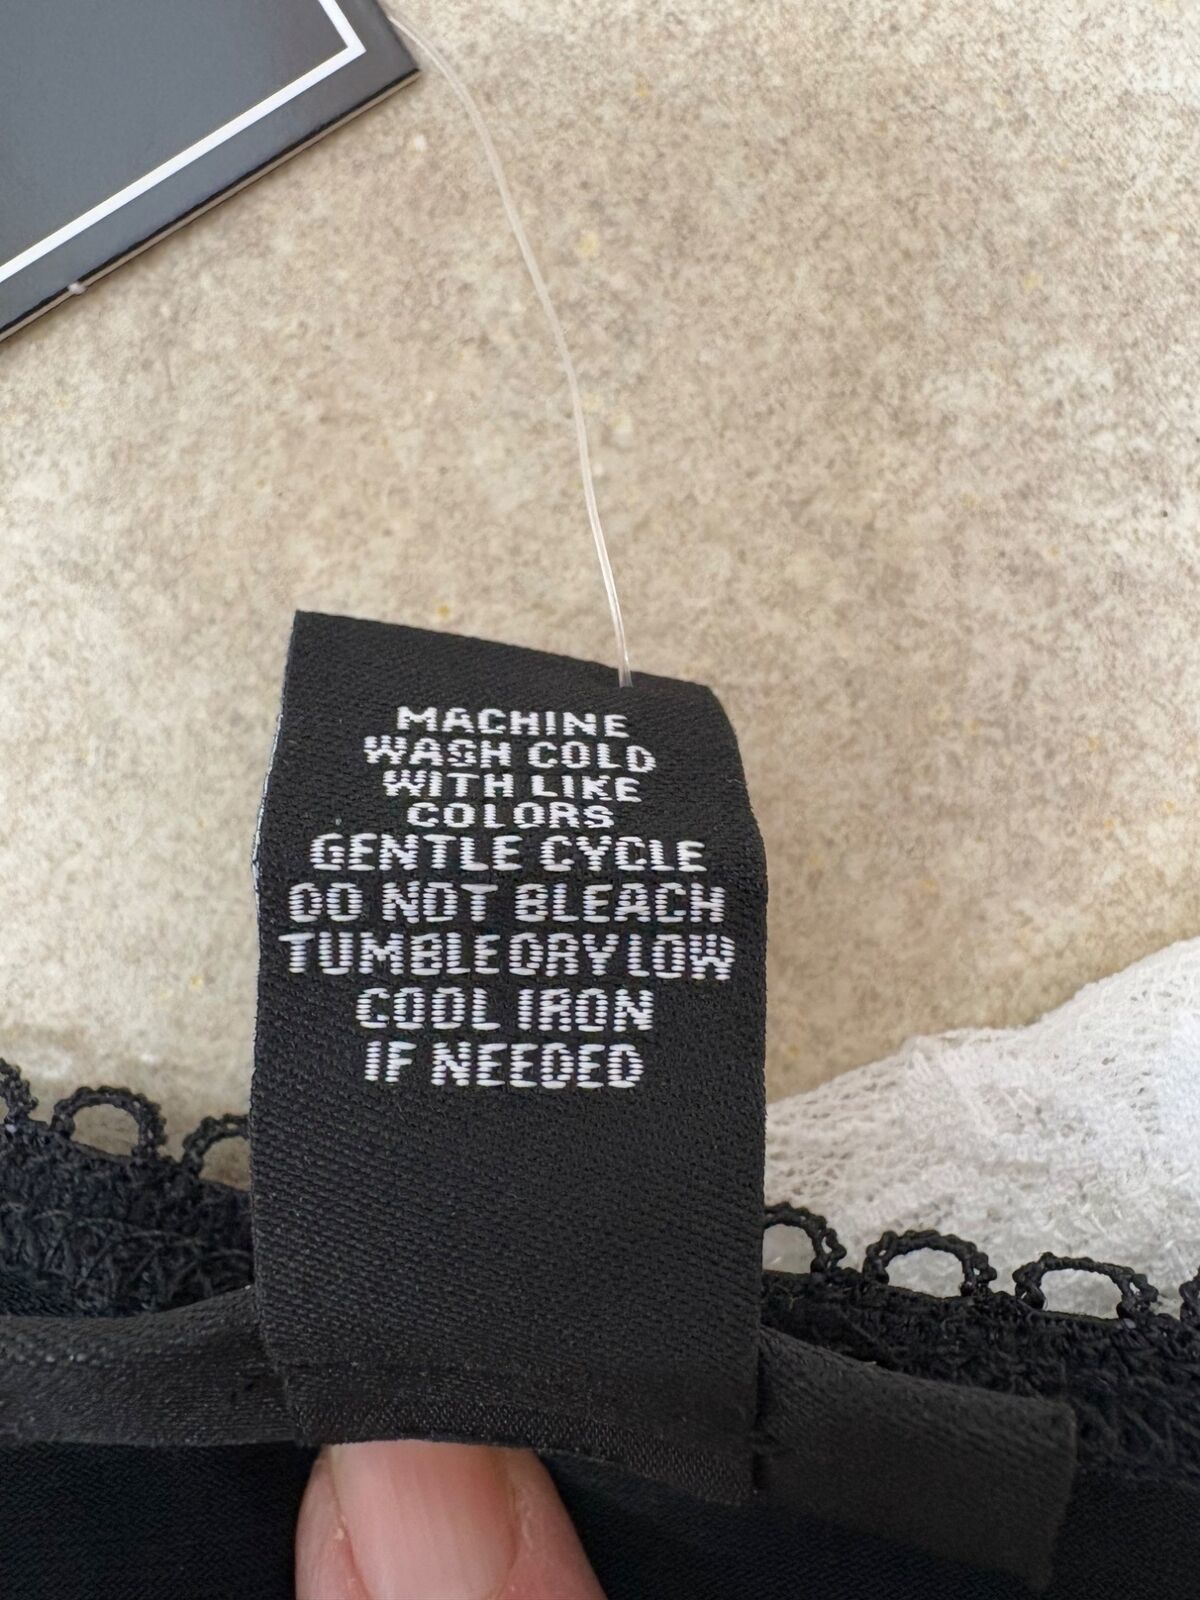 MACHINE
WASH COLD
WITH LIKE
COLORS
GENTLE CYCLE
DO NOT BLEACH
TUMBLE DRY LOW
COOL IRON
IF NEEDED